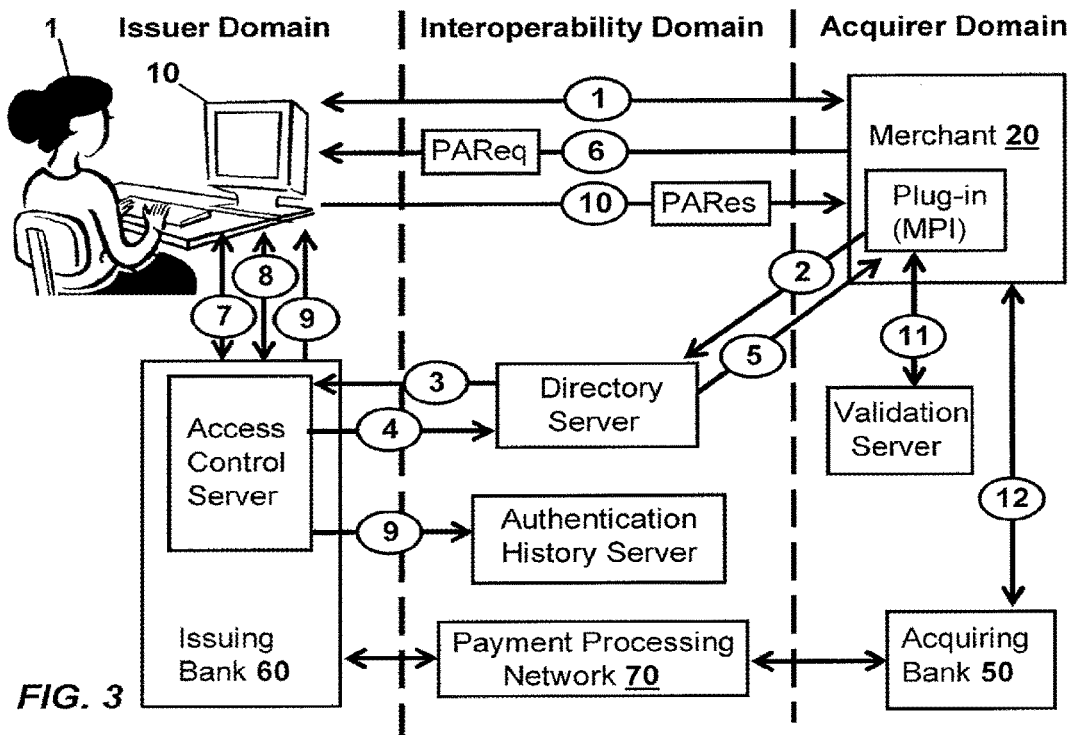 Issuer Domain
Interoperability Domain
Acquirer Domain
1
10
1
Merchant 20
PAReq
6
10
PARes
Plug-in
(MPI)
2
8
7
9
5
11
3
Directory
Server
4
Access
Control
Server
Validation
Server
12
9
Authentication
History Server
Issuing
Bank 60
Payment Processing
Network 70
Acquiring
Bank 50
FIG. 3